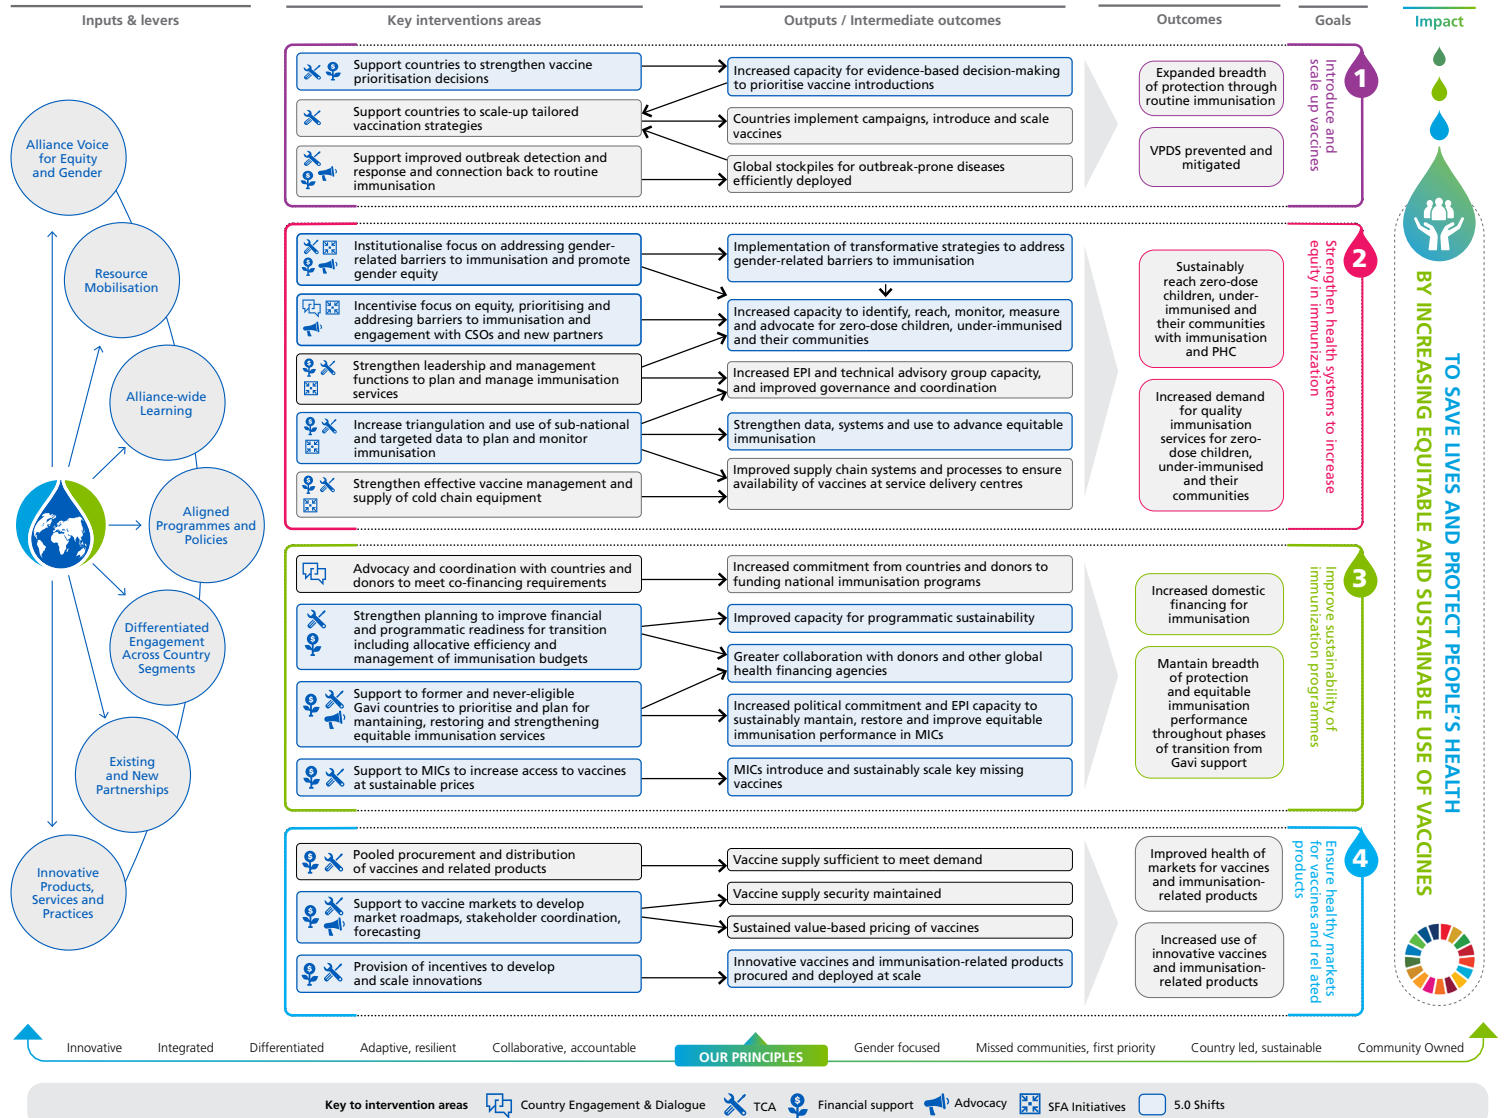 Inputs & levers
Key interventions areas
Outputs / Intermediate outcomes
Outcomes
Goals
Impact
Alliance Voice
for Equity
and Gender
Resource
Mobilisation
Alliance-wide
Learning
Aligned
Programmes and
Policies
Differentiated
Engagement
Across Country
Segments
Existing
and New
Partnerships
Innovative
Products,
Services and
Practices
Support countries to strengthen vaccine
prioritisation decisions
Support countries to scale-up tailored
vaccination strategies
Support improved outbreak detection and
response and connection back to routine
immunisation
Increased capacity for evidence-based decision-making
to prioritise vaccine introductions
Countries implement campaigns, introduce and scale
vaccines
Global stockpiles for outbreak-prone diseases
efficiently deployed
Expanded breadth
of protection through
routine immunisation
VPDS prevented and
mitigated
1
Introduce and
scale up vaccines
Institutionalise focus on addressing gender-
related barriers to immunisation and promote
gender equity
Incentivise focus on equity, prioritising and
addresing barriers to immunisation and
engagement with CSOs and new partners
Strengthen leadership and management
functions to plan and manage immunisation
services
Increase triangulation and use of sub-national
and targeted data to plan and monitor
immunisation
Strengthen effective vaccine management and
supply of cold chain equipment
Implementation of transformative strategies to address
gender-related barriers to immunisation
Increased capacity to identify, reach, monitor, measure
and advocate for zero-dose children, under-immunised
and their communities
Increased EPI and technical advisory group capacity,
and improved governance and coordination
Strengthen data, systems and use to advance equitable
immunisation
Improved supply chain systems and processes to ensure
availability of vaccines at service delivery centres
Sustainably
reach zero-dose
children, under-
immunised and
their communities
with immunisation
and PHC
Increased demand
for quality
immunisation
services for zero-
dose children,
under-immunised
and their
communities
2
Strengthen health systems to increase
equity in immunization
Advocacy and coordination with countries and
donors to meet co-financing requirements
Strengthen planning to improve financial
and programmatic readiness for transition
including allocative efficiency and
management of immunisation budgets
Support to former and never-eligible
Gavi countries to prioritise and plan for
mantaining, restoring and strengthening
equitable immunisation services
Support to MICs to increase access to vaccines
at sustainable prices
Increased commitment from countries and donors to
funding national immunisation programs
Improved capacity for programmatic sustainability
Greater collaboration with donors and other global
health financing agencies
Increased political commitment and EPI capacity to
sustainably mantain, restore and improve equitable
immunisation performance in MICs
MICs introduce and sustainably scale key missing
vaccines
Increased domestic
financing for
immunisation
Mantain breadth
of protection
and equitable
immunisation
performance
throughout phases
of transition from
Gavi support
3
Improve sustainability of
immunization programmes
Pooled procurement and distribution
of vaccines and related products
Support to vaccine markets to develop
market roadmaps, stakeholder coordination,
forecasting
Provision of incentives to develop
and scale innovations
Vaccine supply sufficient to meet demand
Vaccine supply security maintained
Sustained value-based pricing of vaccines
Innovative vaccines and immunisation-related products
procured and deployed at scale
Improved health of
markets for vaccines
and immunisation-
related products
Increased use of
innovative vaccines
and immunisation-
related products
4
Ensure healthy markets
for vaccines and rel ated
products
TO SAVE LIVES AND PROTECT PEOPLE'S HEALTH
BY INCREASING EQUITABLE AND SUSTAINABLE USE OF VACCINES
Innovative
Integrated
Differentiated
Adaptive, resilient
Collaborative, accountable
OUR PRINCIPLES
Gender focused
Missed communities, first priority
Country led, sustainable
Community Owned
Key to intervention areas
Country Engagement & Dialogue
TCA
Financial support
Advocacy
SFA Initiatives
5.0 Shifts